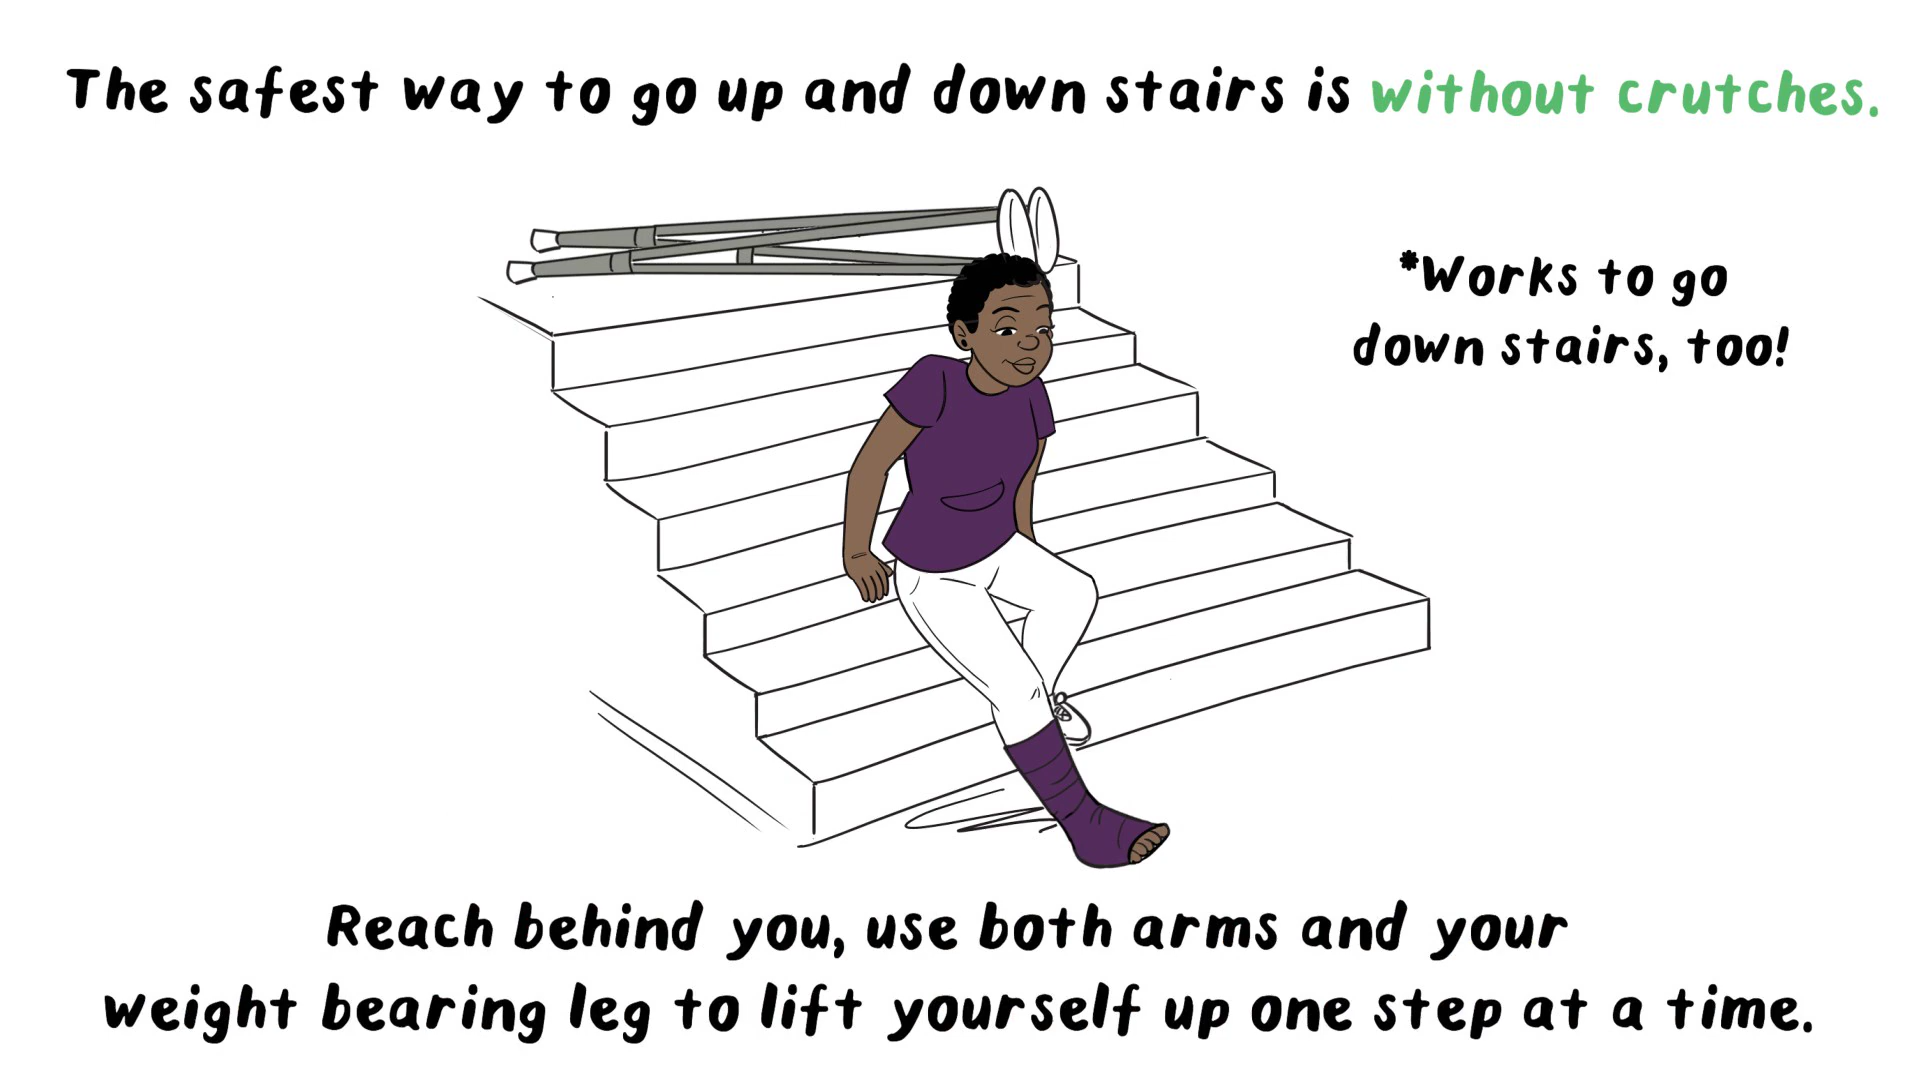 The safest way to go up and down stairs is without crutches.
*Works to go
down stairs, too!
Reach behind you, use both arms and your
weight bearing leg to lift yourself up one step at a time.